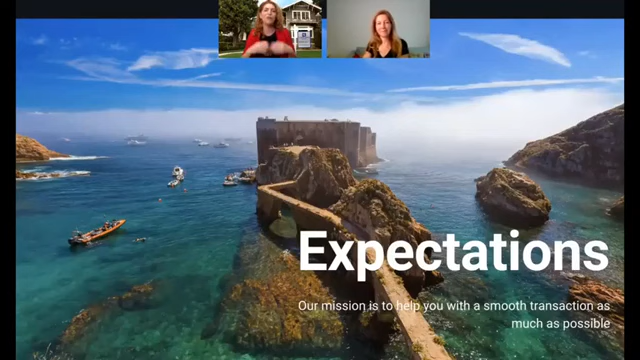 Expectations
Our mission is to help you with a smooth transaction as
much as possible